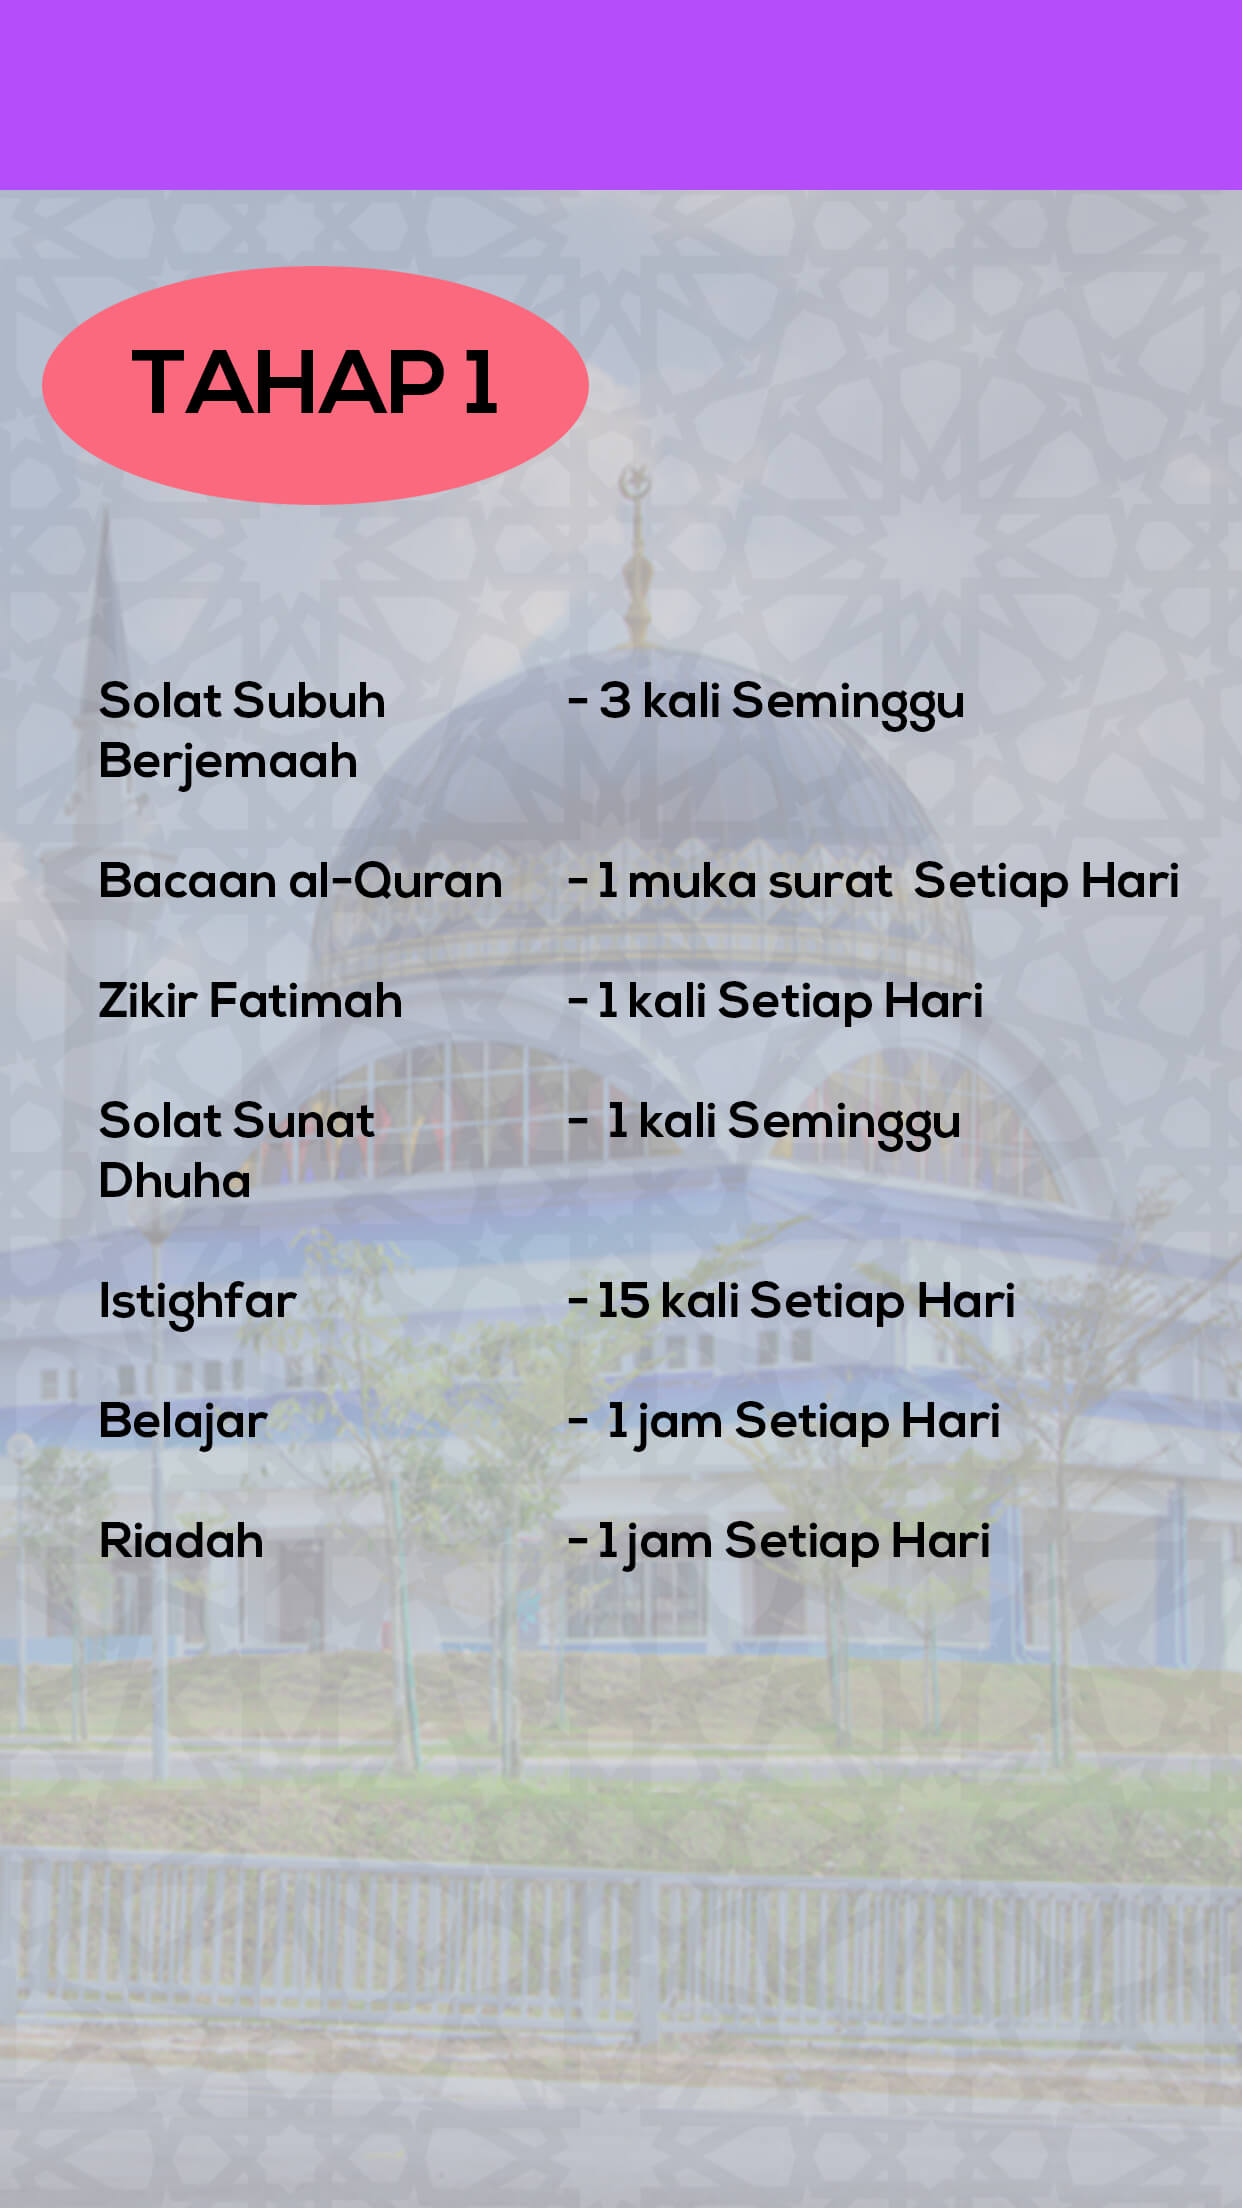 TAHAP 1
Solat Subuh - 3 kali Seminggu
Berjemaah
Bacaan al-Quran - 1 muka surat Setiap Hari
Zikir Fatimah - 1 kali Setiap Hari
Solat Sunat - 1 kali Seminggu
Dhuha
Istighfar - 15 kali Setiap Hari
Belajar - 1 jam Setiap Hari
Riadah - 1 jam Setiap Hari